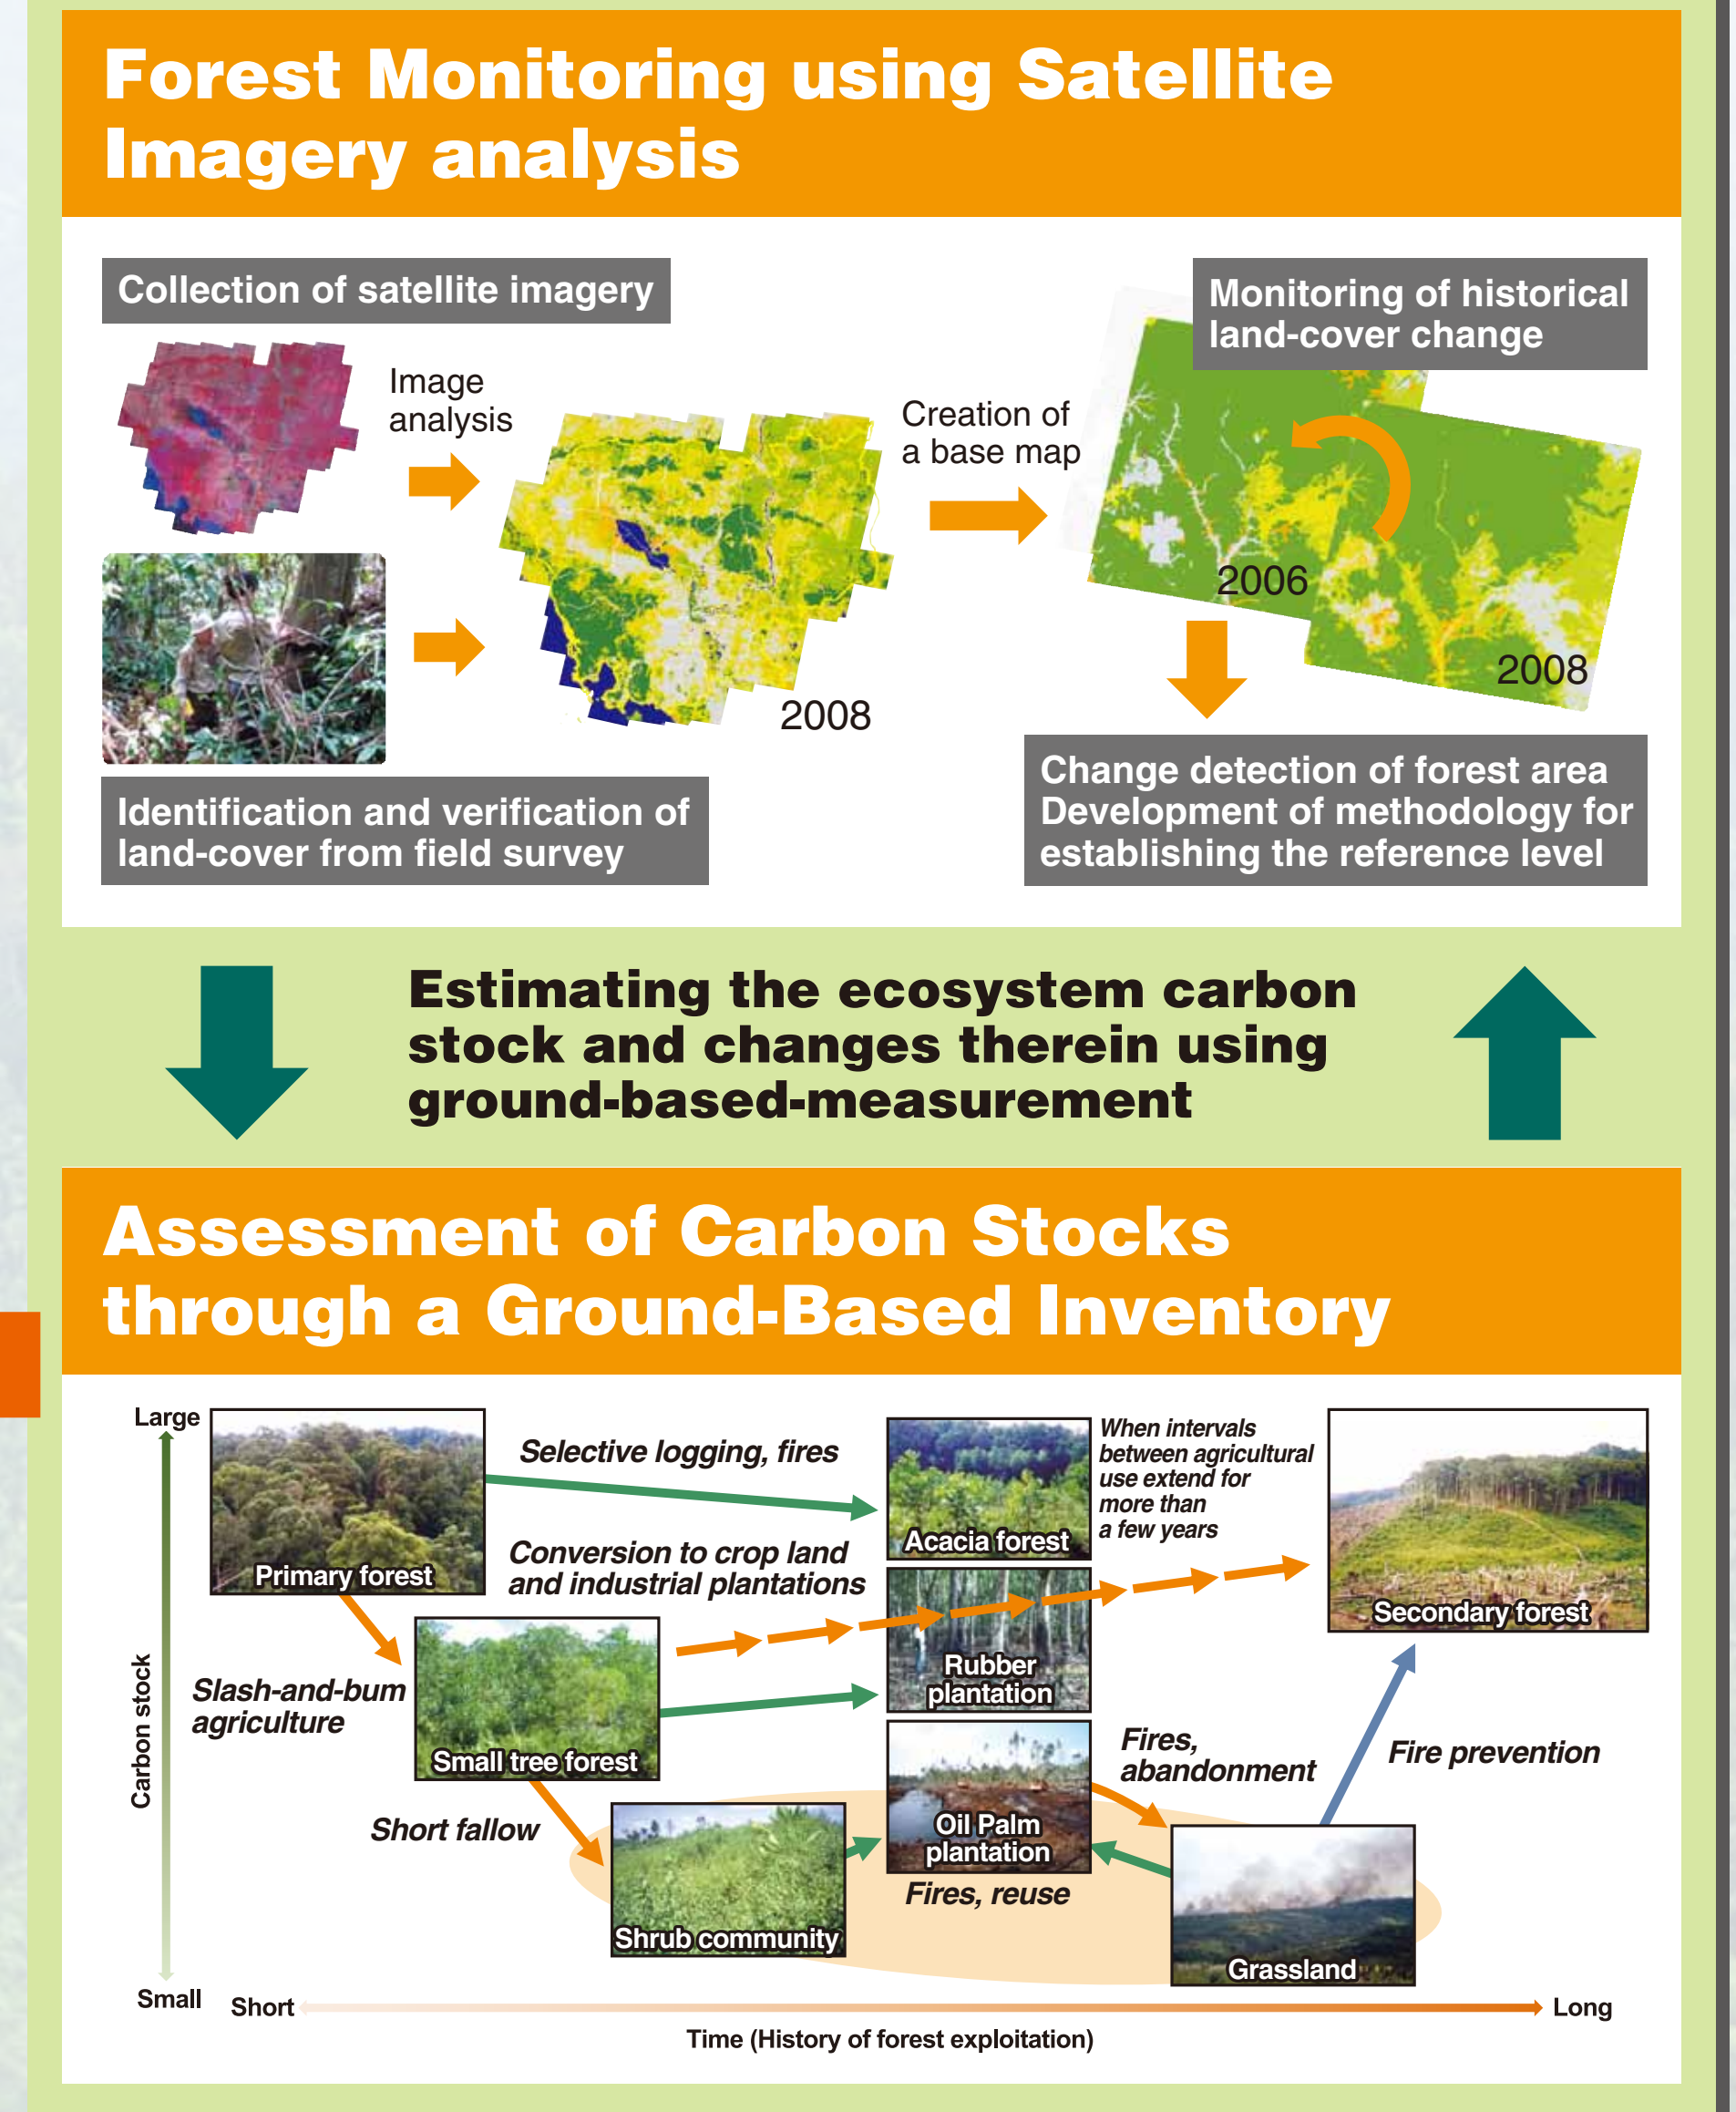 Forest Monitoring using Satellite
Imagery analysis
Collection of satellite imagery
Image
analysis
Creation of
a base map
Monitoring of historical
land-cover change
2006
2008
2008
Identification and verification of
land-cover from field survey
Change detection of forest area
Development of methodology for
establishing the reference level
Estimating the ecosystem carbon
stock and changes therein using
ground-based-measurement
Assessment of Carbon Stocks
through a Ground-Based Inventory
Large
Carbon stock
Small
Primary forest
Selective logging, fires
Conversion to crop land
and industrial plantations
Acacia forest
When intervals
between agricultural
use extend for
more than
a few years
Secondary forest
Slash-and-bum
agriculture
Small tree forest
Rubber
plantation
Short fallow
Shrub community
Oil Palm
plantation
Fires, reuse
Fires,
abandonment
Fire prevention
Grassland
Short
Long
Time (History of forest exploitation)